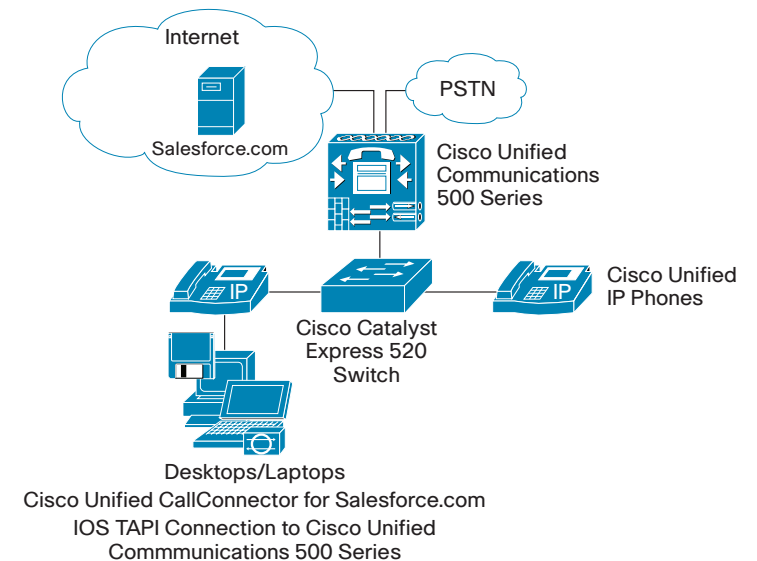 Internet
Salesforce.com
PSTN
Cisco Unified
Communications
500 Series
IP
Cisco Catalyst
Express 520
Switch
IP
Cisco Unified
IP Phones
Desktops/Laptops
Cisco Unified CallConnector for Salesforce.com
IOS TAPI Connection to Cisco Unified
Commmunications 500 Series